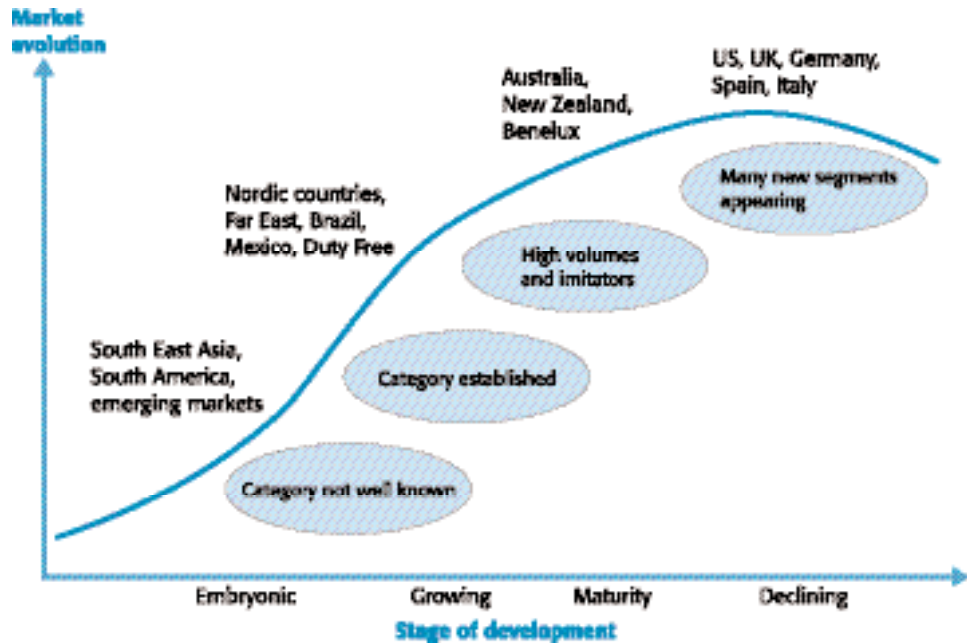 Market
evolution
US, UK, Germany,
Spain, Italy
Australia,
New Zealand,
Benelux
Many new segments
appearing
Nordic countries,
Far East, Brazil,
Mexico, Duty Free
High volumes
and imitators
South East Asia,
South America,
emerging markets
Category established
Category not well known
Embryonic
Growing
Maturity
Declining
Stage of development